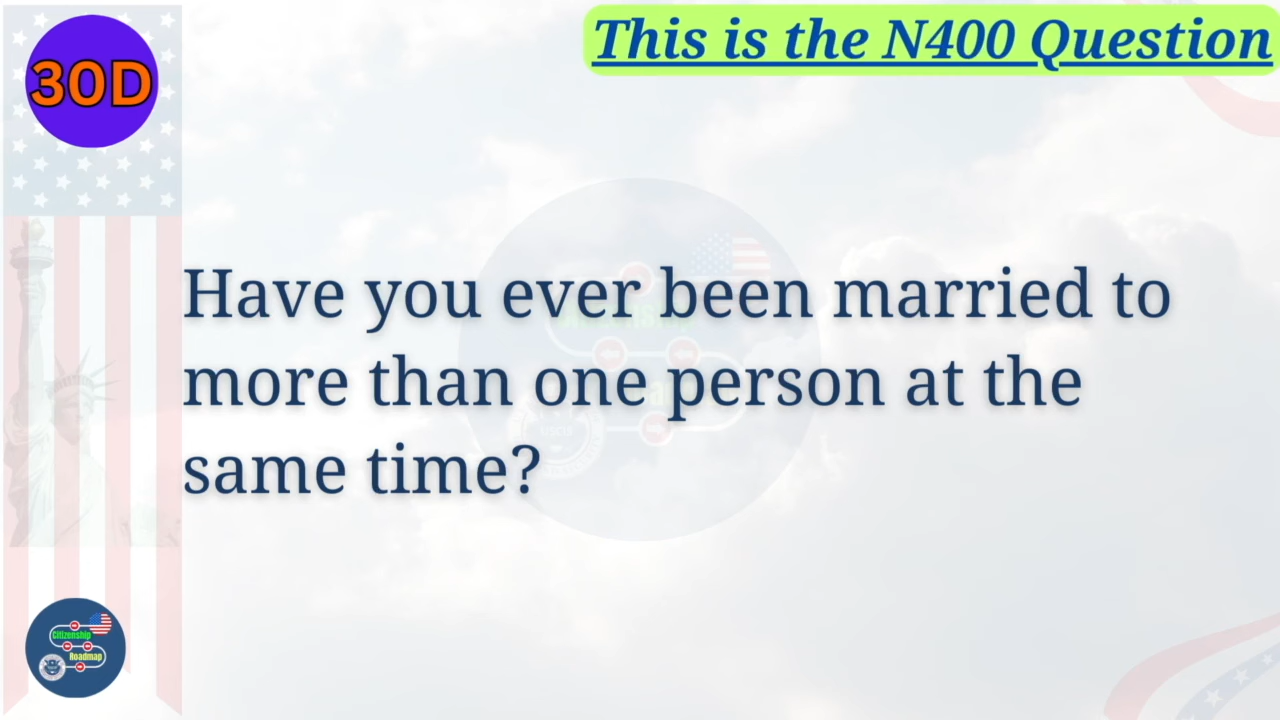 30D
This is the N400 Question
Have you ever been married to
more than one person at the
same time?
Citizenship
Roadmap